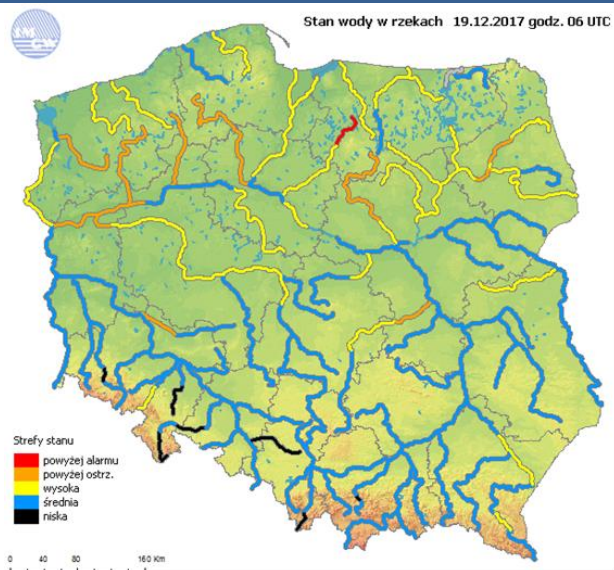 Stan wody w rzekach 19.12.2017 godz. 06 UTC
Strefy stanu
powyżej alarmu
powyżej ostrz.
wysoka
średnia
niska
0 40 80 160 Km